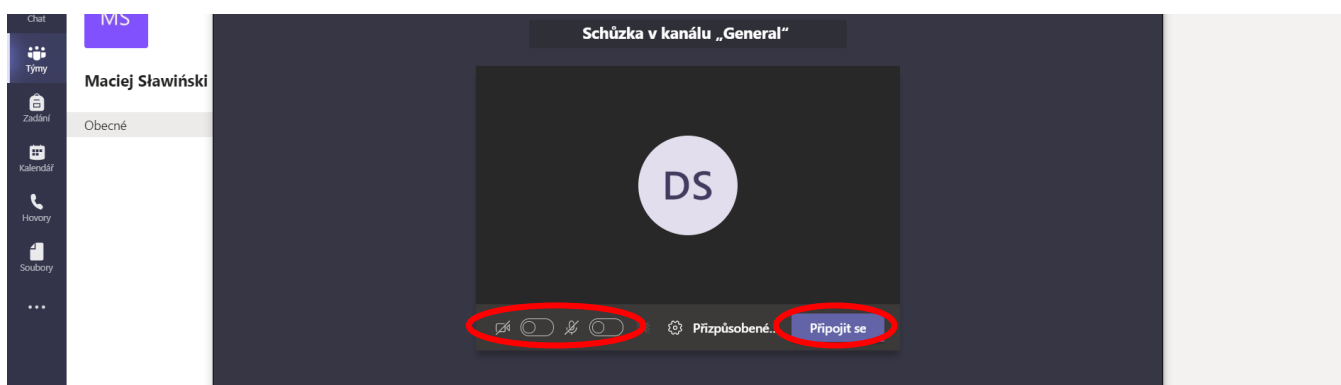 Chat
Týmy
Zadání
Kalendář
Hovory
Soubory
MS
Maciej Sławiński
Obecné
Schůzka v kanálu „General“
DS
Přizpůsobené..
Připojit se